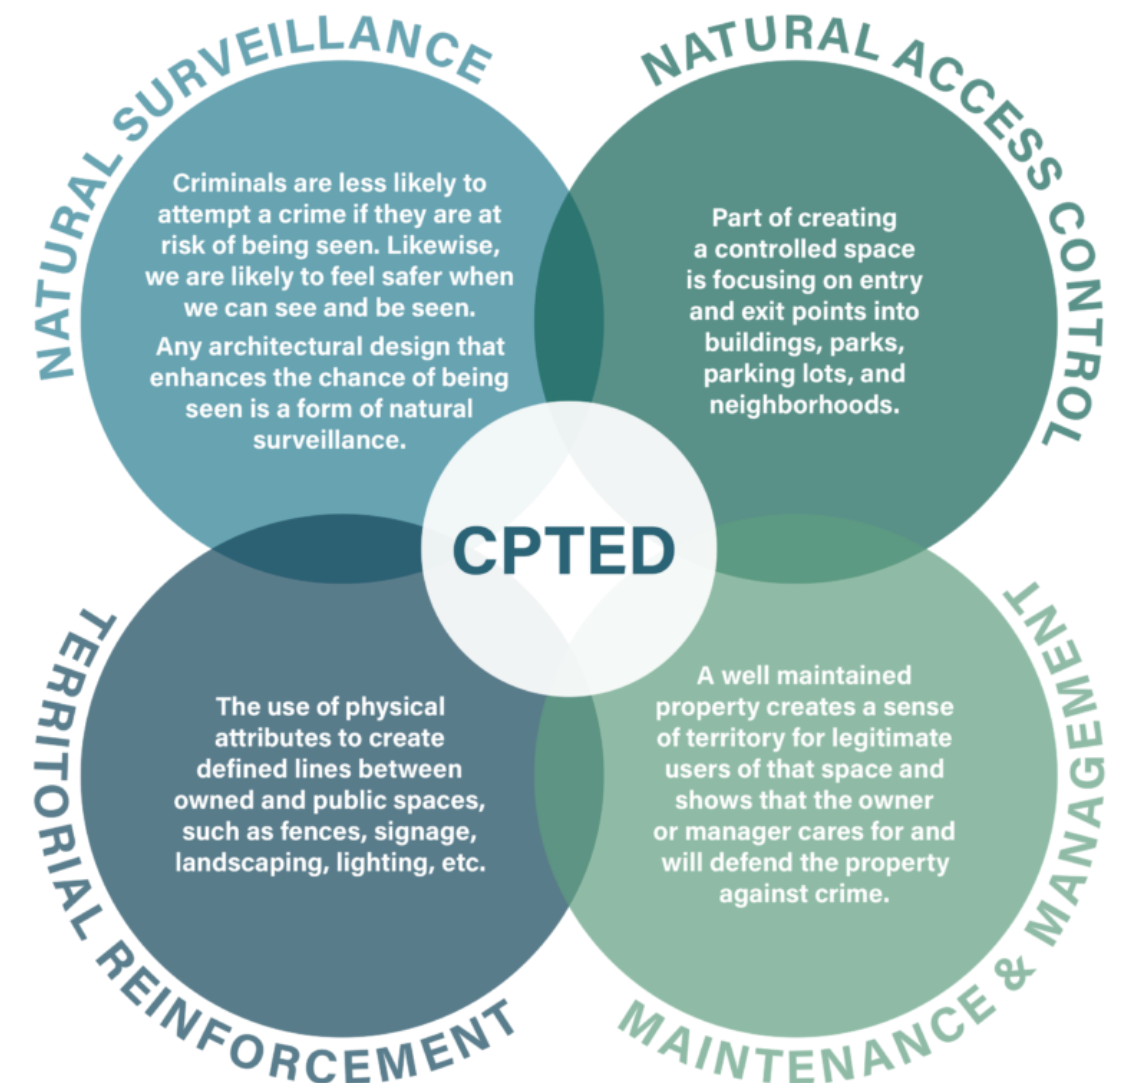 NATURAL SURVEILLANCE
Criminals are less likely to
attempt a crime if they are at
risk of being seen. Likewise,
we are likely to feel safer when
we can see and be seen.
Any architectural design that
enhances the chance of being
seen is a form of natural
surveillance.
NATURAL ACCESS CONTROL
Part of creating
a controlled space
is focusing on entry
and exit points into
buildings, parks,
parking lots, and
neighborhoods.
CPTED
TERRITORIAL REINFORCEMENT
The use of physical
attributes to create
defined lines between
owned and public spaces,
such as fences, signage,
landscaping, lighting, etc.
MAINTENANCE & MANAGEMENT
A well maintained
property creates a sense
of territory for legitimate
users of that space and
shows that the owner
or manager cares for and
will defend the property
against crime.